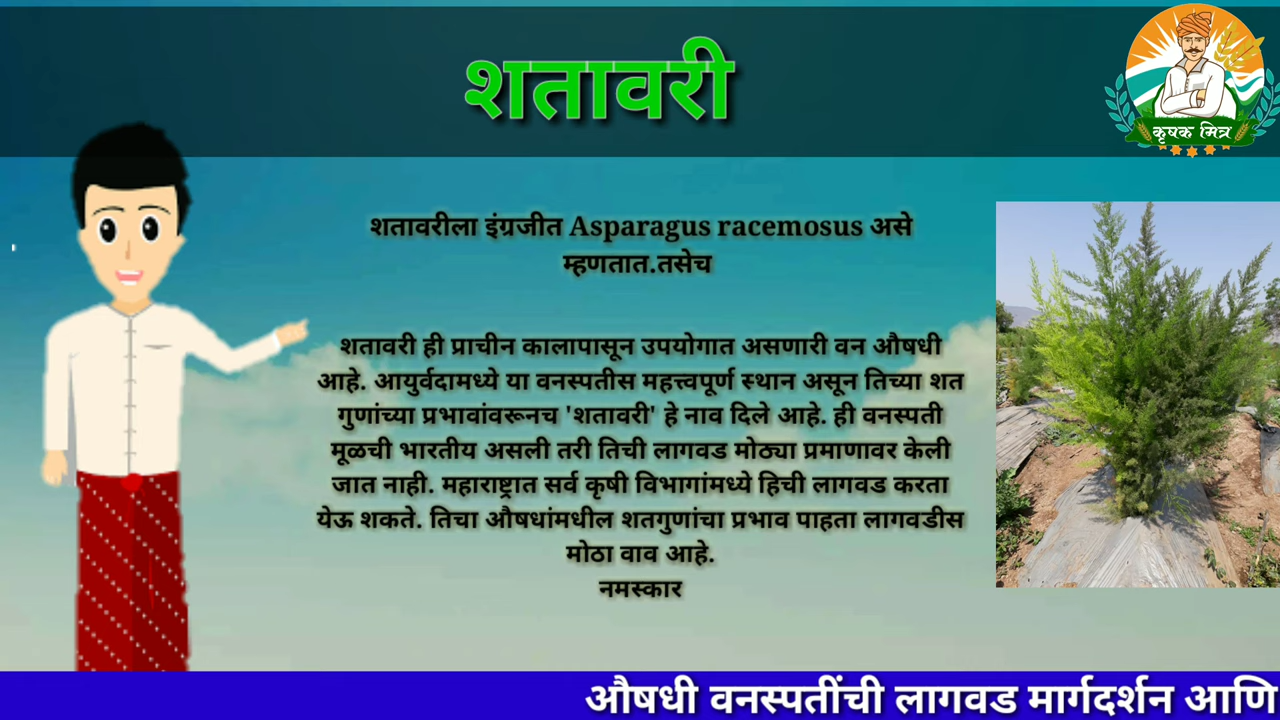 शतावरी
कृषक मित्र
शतावरीला इंग्रजीत Asparagus racemosus असे
म्हणतात.तसेच
शतावरी ही प्राचीन कालापासून उपयोगात असणारी वन औषधी
आहे. आयुर्वदामध्ये या वनस्पतीस महत्त्वपूर्ण स्थान असून तिच्या शत
गुणांच्या प्रभावांवरूनच 'शतावरी' हे नाव दिले आहे. ही वनस्पती
मूळची भारतीय असली तरी तिची लागवड मोठ्या प्रमाणावर केली
जात नाही. महाराष्ट्रात सर्व कृषी विभागांमध्ये हिची लागवड करता
येऊ शकते. तिचा औषधांमधील शतगुणांचा प्रभाव पाहता लागवडीस
मोठा वाव आहे.
नमस्कार
औषधी वनस्पतींची लागवड मार्गदर्शन आणि